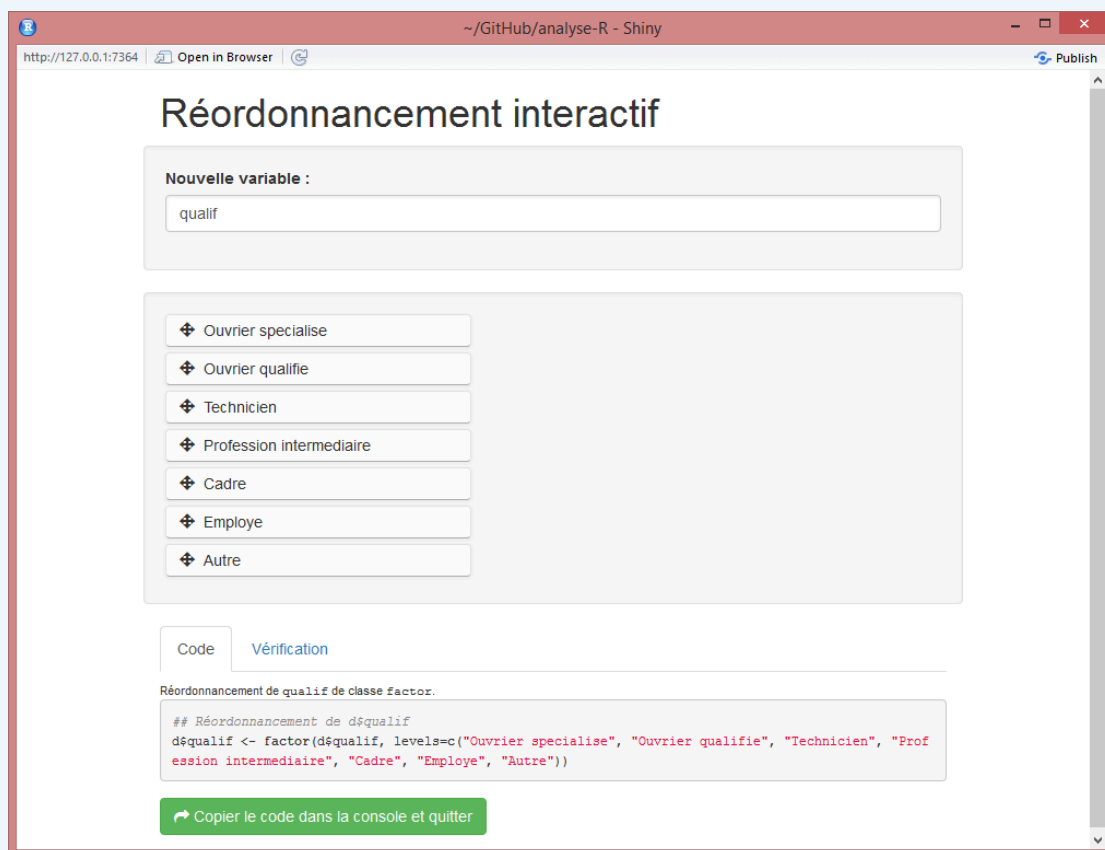 ~/GitHub/analyse-R - Shiny
http://127.0.0.1:7364 Open in Browser Publish
Réordonnancement interactif
Nouvelle variable :
qualif
Ouvrier specialise
Ouvrier qualifie
Technicien
Profession intermediaire
Cadre
Employe
Autre
Code Vérification
Réordonnancement de qualif de classe factor.
## Réordonnancement de d$qualif
d$qualif <- factor(d$qualif, levels=c("Ouvrier specialise", "Ouvrier qualifie", "Technicien", "Prof
ession intermediaire", "Cadre", "Employe", "Autre"))
Copier le code dans la console et quitter